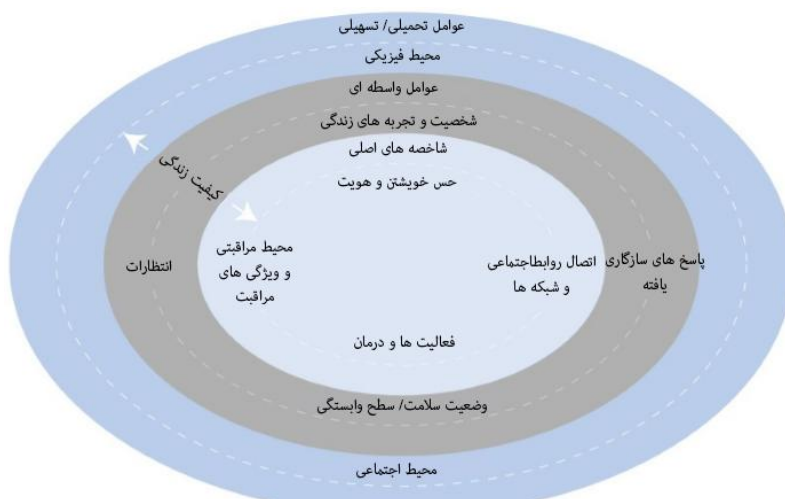 عوامل تحمیلی/ تسهیلی
محیط فیزیکی
عوامل واسطه ای
شخصیت و تجربه های زندگی
شاخصه های اصلی
حس خویشتن و هویت
کیفیت زندگی
پاسخ های سازگاری
یافته
اتصال روابطاجتماعی
و شبکه ها
محیط مراقبتی
و ویژگی های
مراقبت
انتظارات
فعالیت ها و درمان
وضعیت سلامت/ سطح وابستگی
محیط اجتماعی